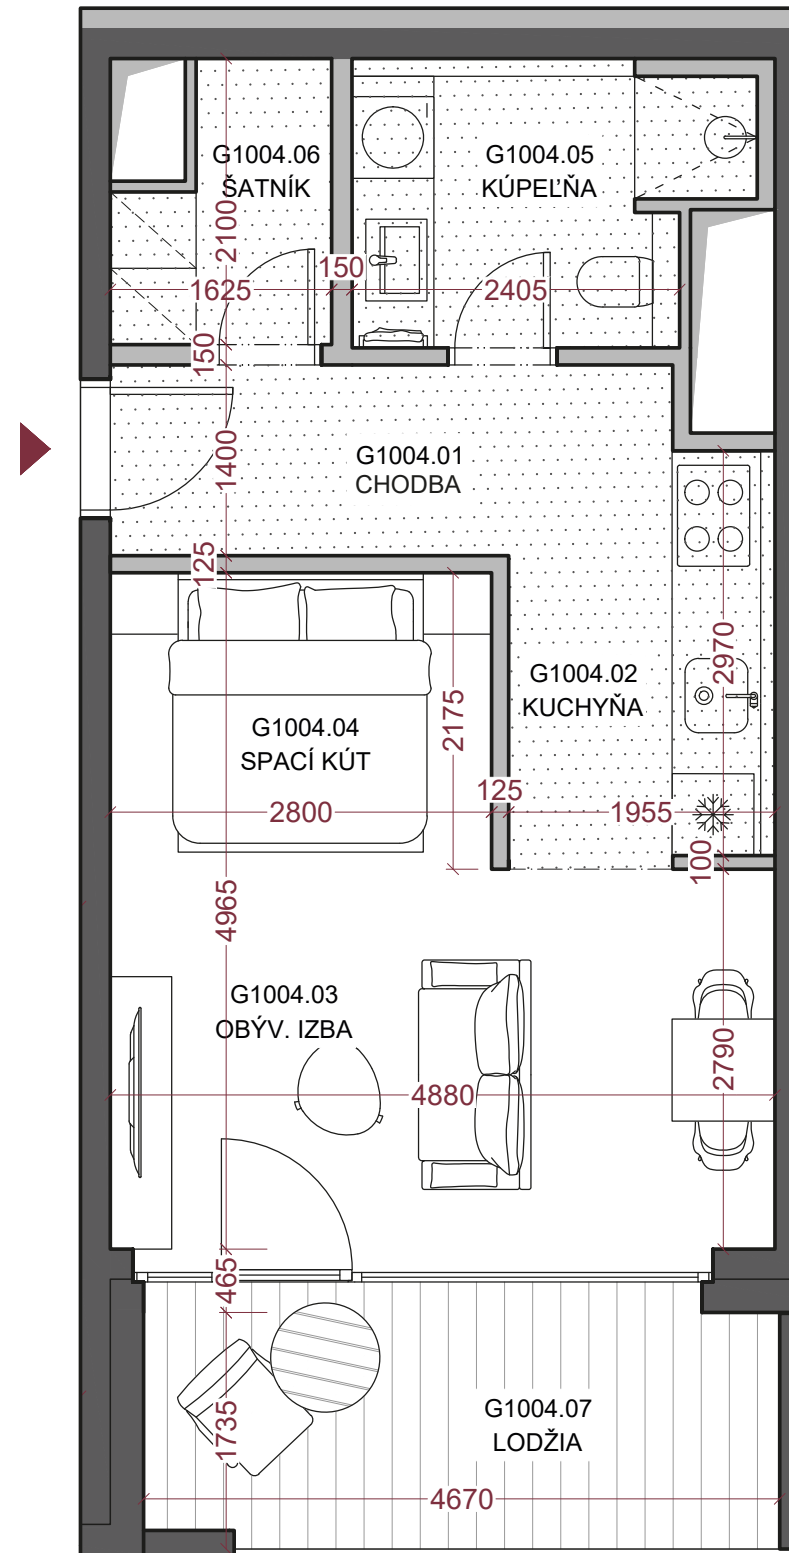 G1004.06
ŠATNÍK
2100
1625
150
G1004.05
KÚPEĽŇA
2405
150
G1004.01
CHODBA
1400
125
G1004.02
KUCHYŇA
2970
G1004.04
SPACÍ KÚT
2175
2800
125
1955
100
4965
G1004.03
OBÝV. IZBA
4880
2790
465
G1004.07
LODŽIA
1735
4670